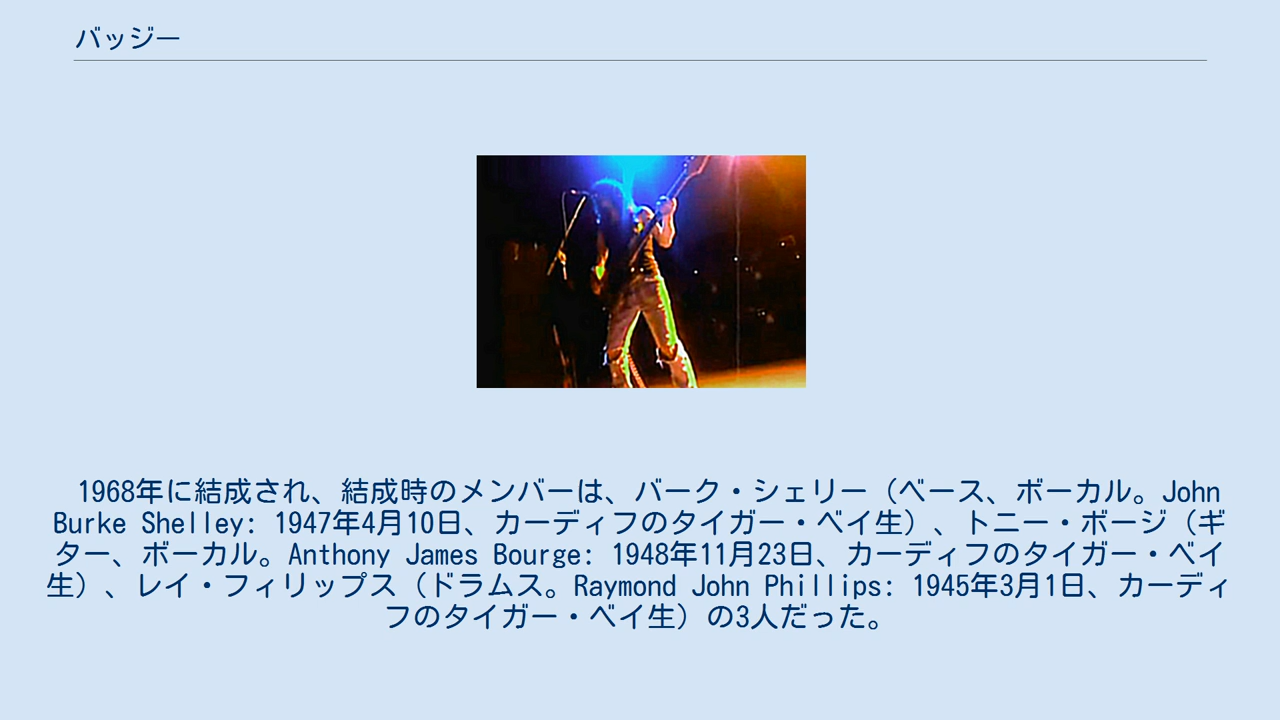 バッジー
1968年に結成され、結成時のメンバーは、バーク・シェリー（ベース、ボーカル。John
Burke Shelley: 1947年4月10日、カーディフのタイガー・ベイ生）、トニー・ボージ（ギ
ター、ボーカル。Anthony James Bourge: 1948年11月23日、カーディフのタイガー・ベイ
生）、レイ・フィリップス（ドラムス。Raymond John Phillips: 1945年3月1日、カーディ
フのタイガー・ベイ生）の3人だった。